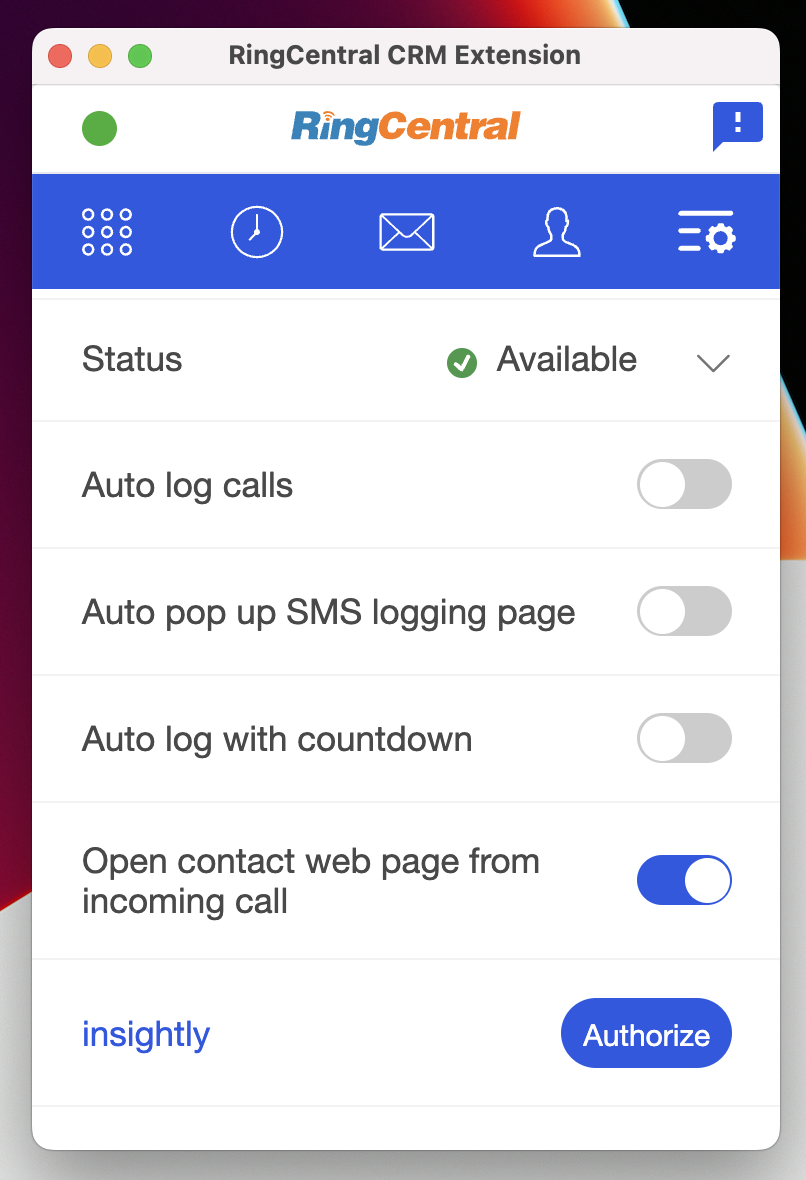 RingCentral CRM Extension
RingCentral
Status
Available
Auto log calls
Auto pop up SMS logging page
Auto log with countdown
Open contact web page from
incoming call
insightly
Authorize